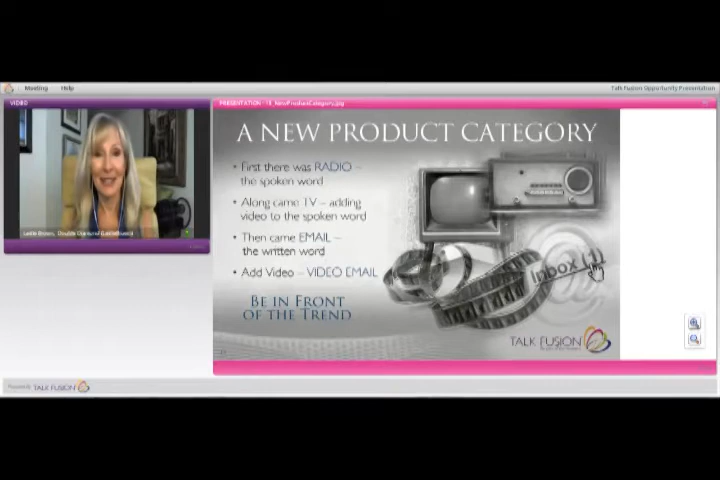 Meeting Help
Talk Fusion Opportunity Presentation
VIDEO
PRESENTATION
NewProductCategory.jpg
A NEW PRODUCT CATEGORY
• First there was RADIO –
the spoken word
• Along came TV – adding
video to the spoken word
• Then came EMAIL –
the written word
• Add Video – VIDEO EMAIL
BE IN FRONT
OF THE TREND
Inbox (1)
TALK FUSION
Powered by TALK FUSION